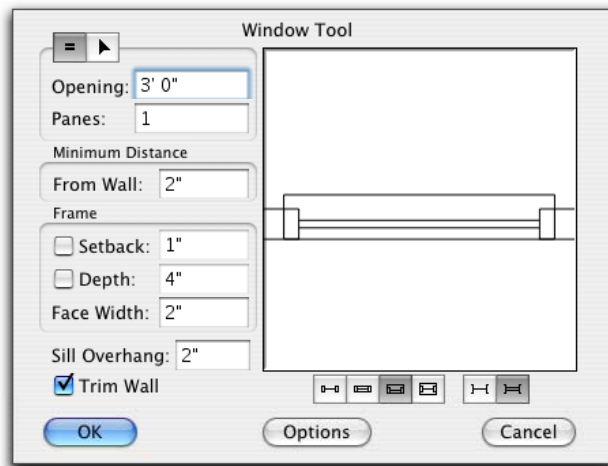 Window Tool
Opening: 3' 0"
Panes: 1
Minimum Distance
From Wall: 2"
Frame
Setback: 1"
Depth: 4"
Face Width: 2"
Sill Overhang: 2"
Trim Wall
OK Options Cancel